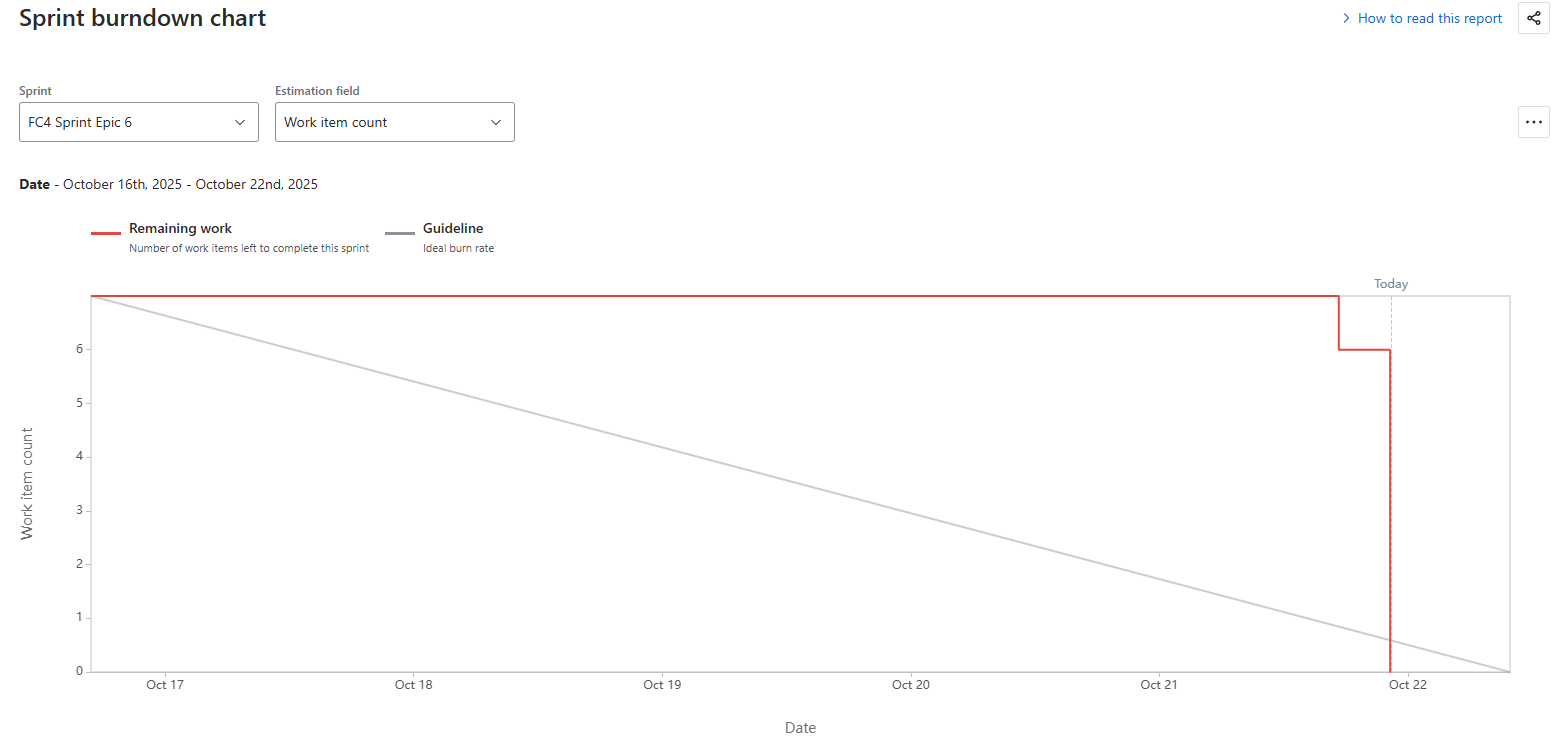 Sprint burndown chart
How to read this report
Sprint
Estimation field
FC4 Sprint Epic 6
Work item count
Date - October 16th, 2025 - October 22nd, 2025
Remaining work
Number of work items left to complete this sprint
Guideline
Ideal burn rate
Today
6
5
4
3
2
1
0
Work item count
Oct 17
Oct 18
Oct 19
Oct 20
Oct 21
Oct 22
Date